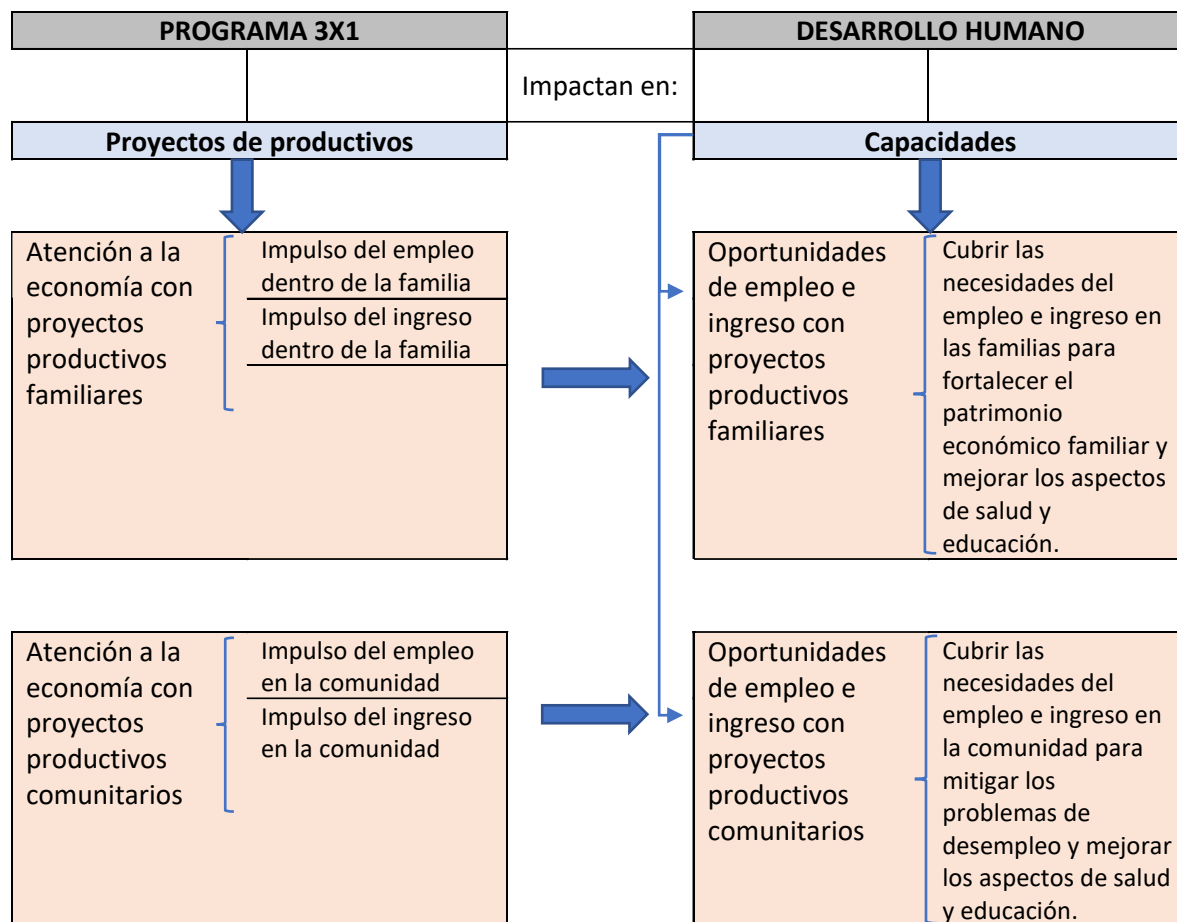 PROGRAMA 3X1
DESARROLLO HUMANO
Impactan en:
Proyectos de productivos
Capacidades
Atención a la
economía con
proyectos
productivos
familiares
Impulso del empleo
dentro de la familia
Impulso del ingreso
dentro de la familia
Oportunidades
de empleo e
ingreso con
proyectos
productivos
familiares
Cubrir las
necesidades del
empleo e ingreso en
las familias para
fortalecer el
patrimonio
económico familiar y
mejorar los aspectos
de salud y
educación.
Atención a la
economía con
proyectos
productivos
comunitarios
Impulso del empleo
en la comunidad
Impulso del ingreso
en la comunidad
Oportunidades
de empleo e
ingreso con
proyectos
productivos
comunitarios
Cubrir las
necesidades del
empleo e ingreso en
la comunidad para
mitigar los
problemas de
desempleo y mejorar
los aspectos de salud
y educación.